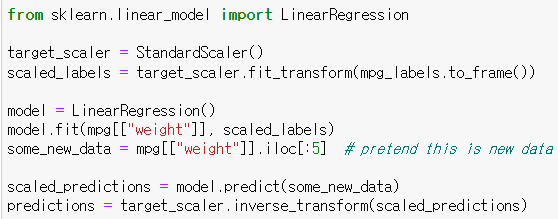 from sklearn.linear_model import LinearRegression
target_scaler = StandardScaler()
scaled_labels = target_scaler.fit_transform(mpg_labels.to_frame())
model = LinearRegression()
model.fit(mpg[["weight"]], scaled_labels)
some_new_data = mpg[["weight"]].iloc[:5]  # pretend this is new data
scaled_predictions = model.predict(some_new_data)
predictions = target_scaler.inverse_transform(scaled_predictions)